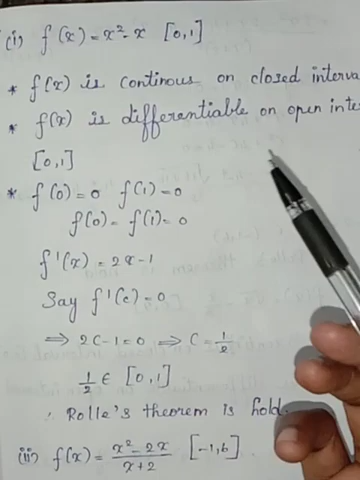 (i) f(x) = x² - x [0,1]
* f(x) is continous on closed interva
* f(x) is differentiable on open inte
[0,1]
* f(0) = 0 f(1) = 0
f(0) = f(1) = 0
f'(x) = 2x - 1
Say f'(c) = 0
⇒ 2c - 1 = 0 ⇒ c = 1/2
1/2 ∈ [0,1]
∴ Rolle's theorem is hold.
(ii) f(x) = x² - 2x / x + 2 [-1,6]